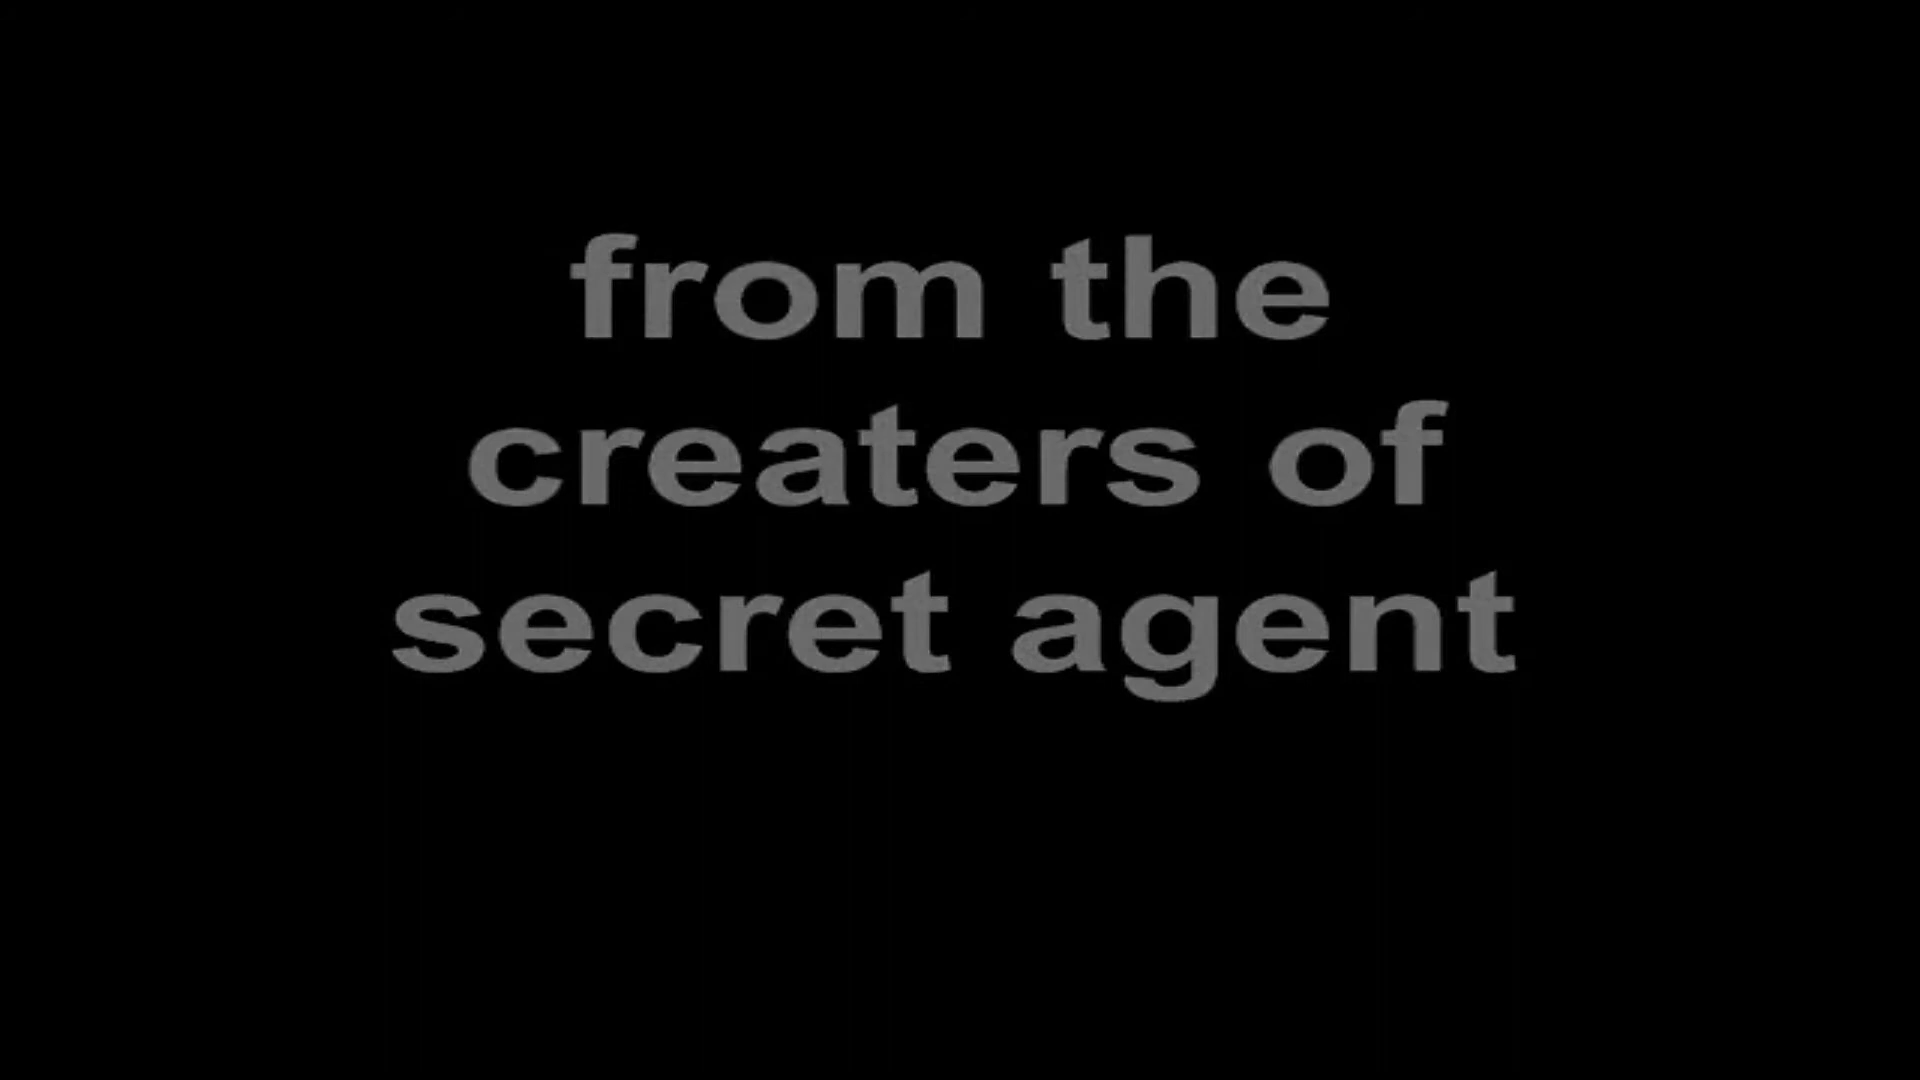 from the
creaters of
secret agent